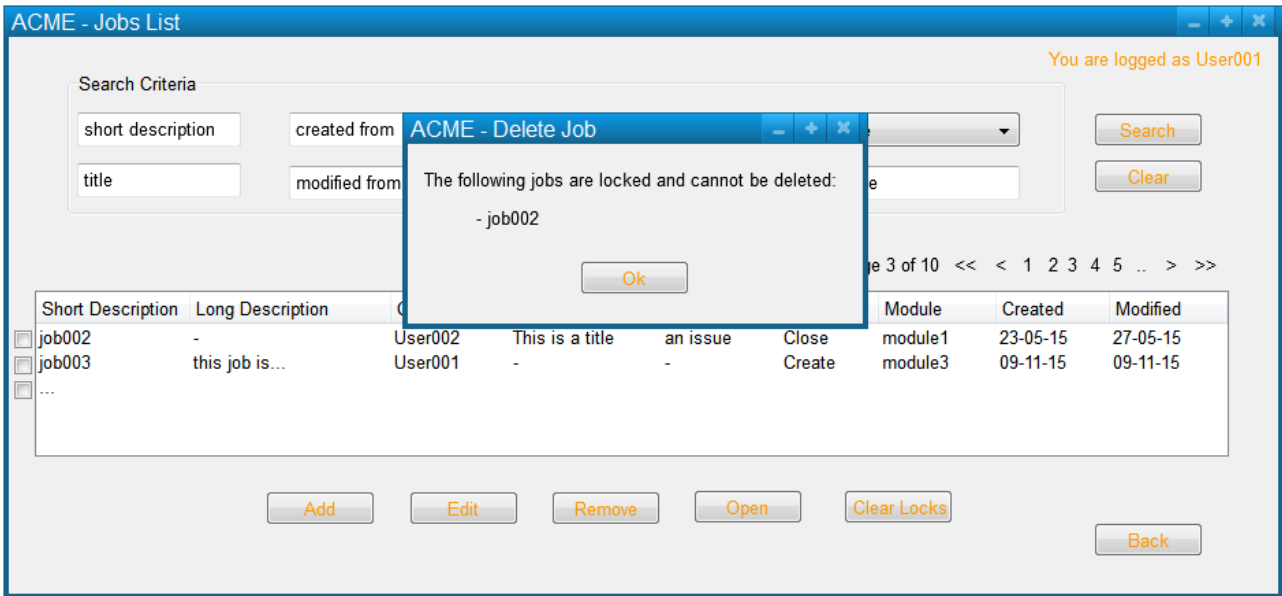 ACME - Jobs List
You are logged as User001
Search Criteria
short description created from Search
title modified from Clear
ACME - Delete Job
The following jobs are locked and cannot be deleted:
- job002
Ok
3 of 10 << < 1 2 3 4 5 .. > >>
Short Description Long Description Module Created Modified
job002 - User002 This is a title an issue Close module1 23-05-15 27-05-15
job003 this job is... User001 - - Create module3 09-11-15 09-11-15
...
Add Edit Remove Open Clear Locks
Back